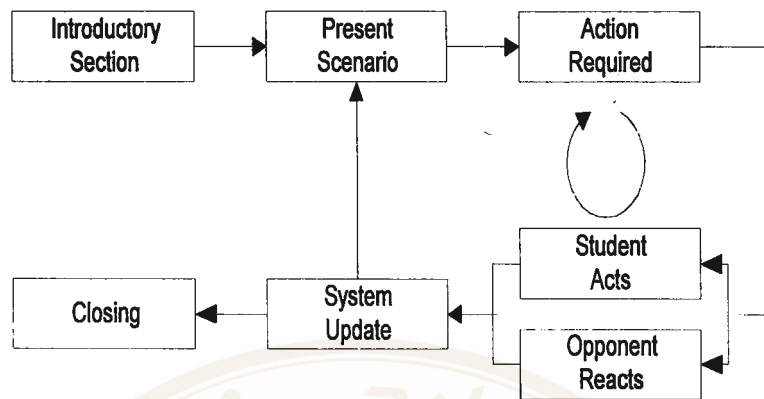 Introductory
Section
Present
Scenario
Action
Required
Student
Acts
Closing
System
Update
Opponent
Reacts